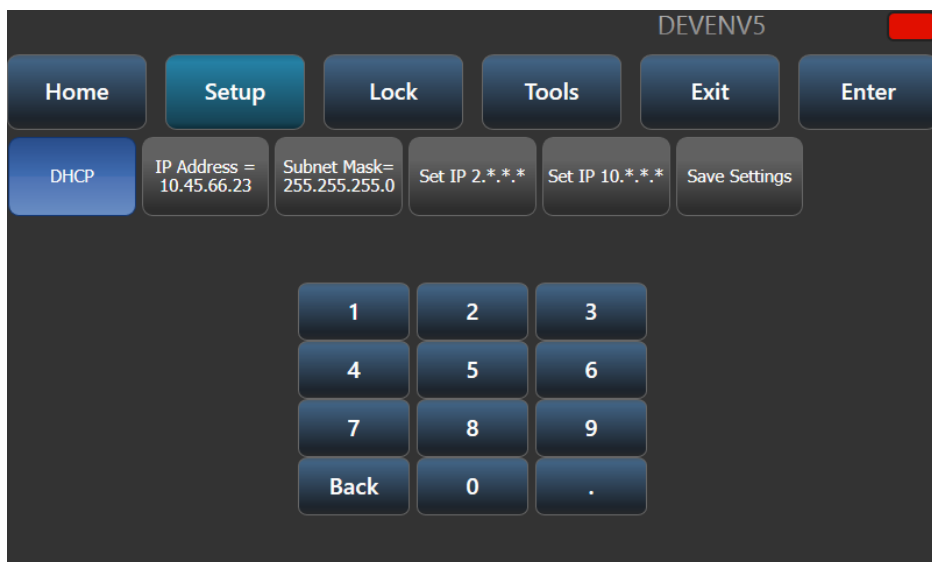 DEVENV5
Home
Setup
Lock
Tools
Exit
Enter
DHCP
IP Address =
10.45.66.23
Subnet Mask=
255.255.255.0
Set IP 2.*.*.*
Set IP 10.*.*.*
Save Settings
1
2
3
4
5
6
7
8
9
Back
0
.